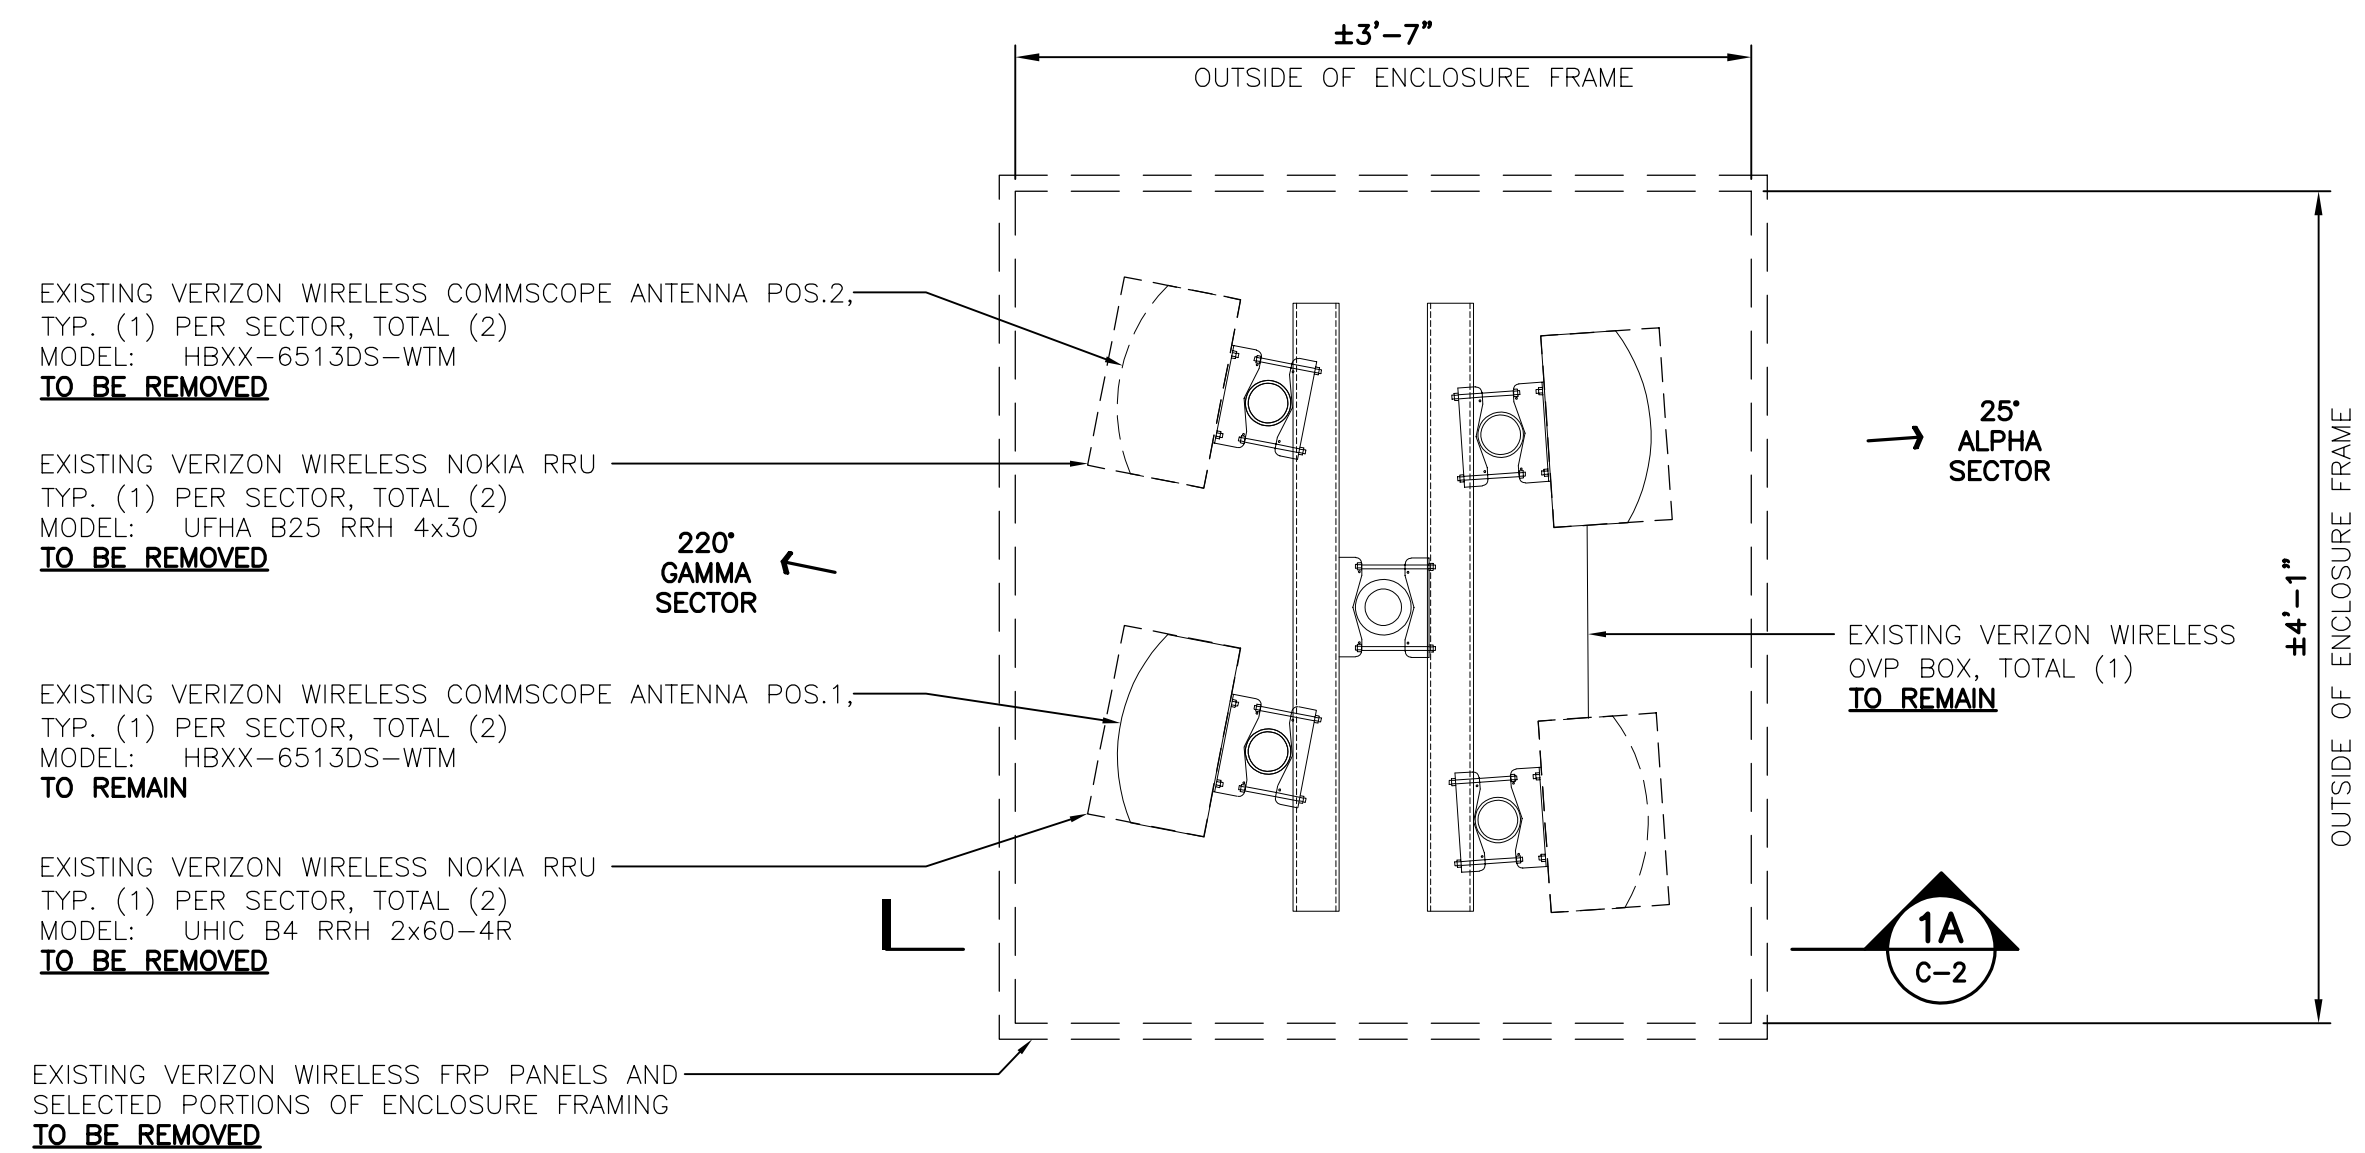 ±3'-7"
OUTSIDE OF ENCLOSURE FRAME
EXISTING VERIZON WIRELESS COMMSCOPE ANTENNA POS.2,
TYP. (1) PER SECTOR, TOTAL (2)
MODEL: HBXX-6513DS-WTM
TO BE REMOVED
EXISTING VERIZON WIRELESS NOKIA RRU
TYP. (1) PER SECTOR, TOTAL (2)
MODEL: UFHA B25 RRH 4x30
TO BE REMOVED
220°
GAMMA
SECTOR
EXISTING VERIZON WIRELESS COMMSCOPE ANTENNA POS.1,
TYP. (1) PER SECTOR, TOTAL (2)
MODEL: HBXX-6513DS-WTM
TO REMAIN
EXISTING VERIZON WIRELESS NOKIA RRU
TYP. (1) PER SECTOR, TOTAL (2)
MODEL: UHIC B4 RRH 2x60-4R
TO BE REMOVED
EXISTING VERIZON WIRELESS FRP PANELS AND
SELECTED PORTIONS OF ENCLOSURE FRAMING
TO BE REMOVED
25°
ALPHA
SECTOR
EXISTING VERIZON WIRELESS
OVP BOX, TOTAL (1)
TO REMAIN
±4'-1"
OUTSIDE OF ENCLOSURE FRAME
1A
C-2